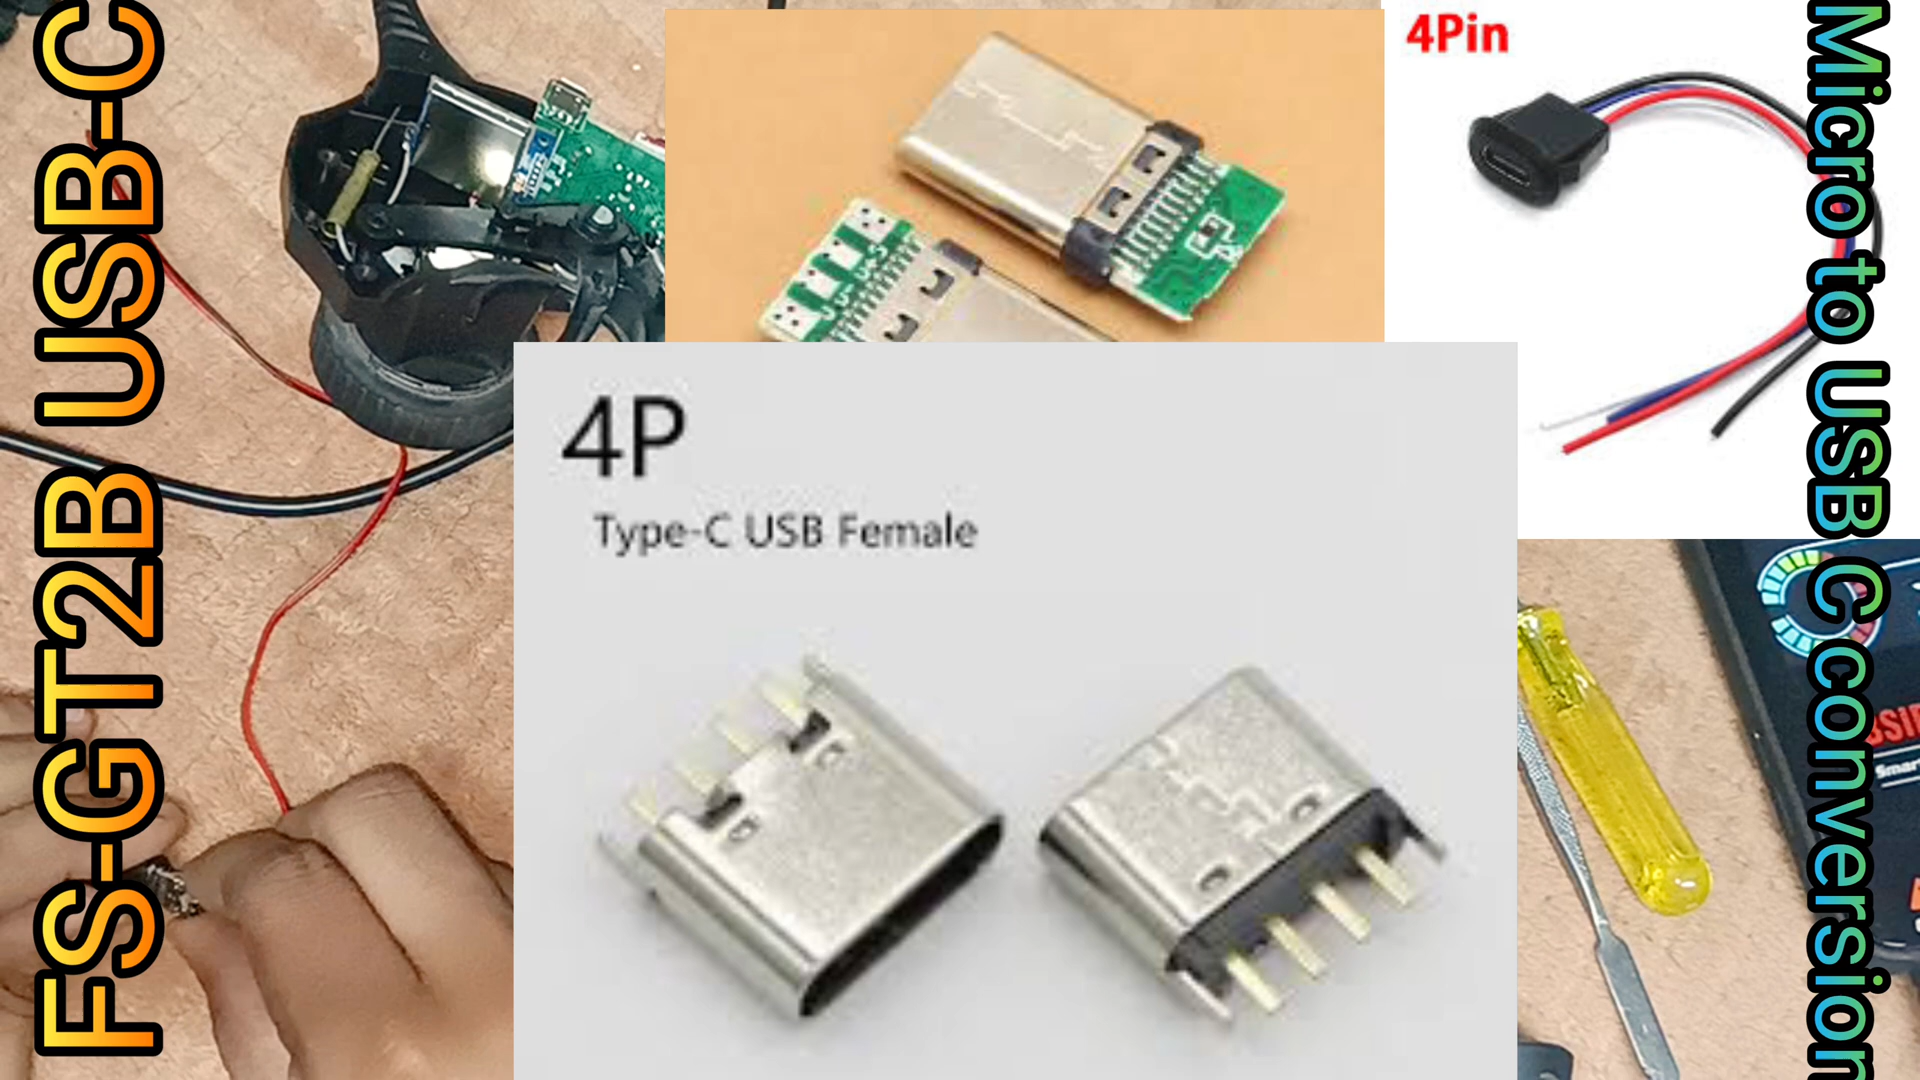 FS-GT2B USB-C
4Pin
Micro to USB C conversion
4P
Type-C USB Female